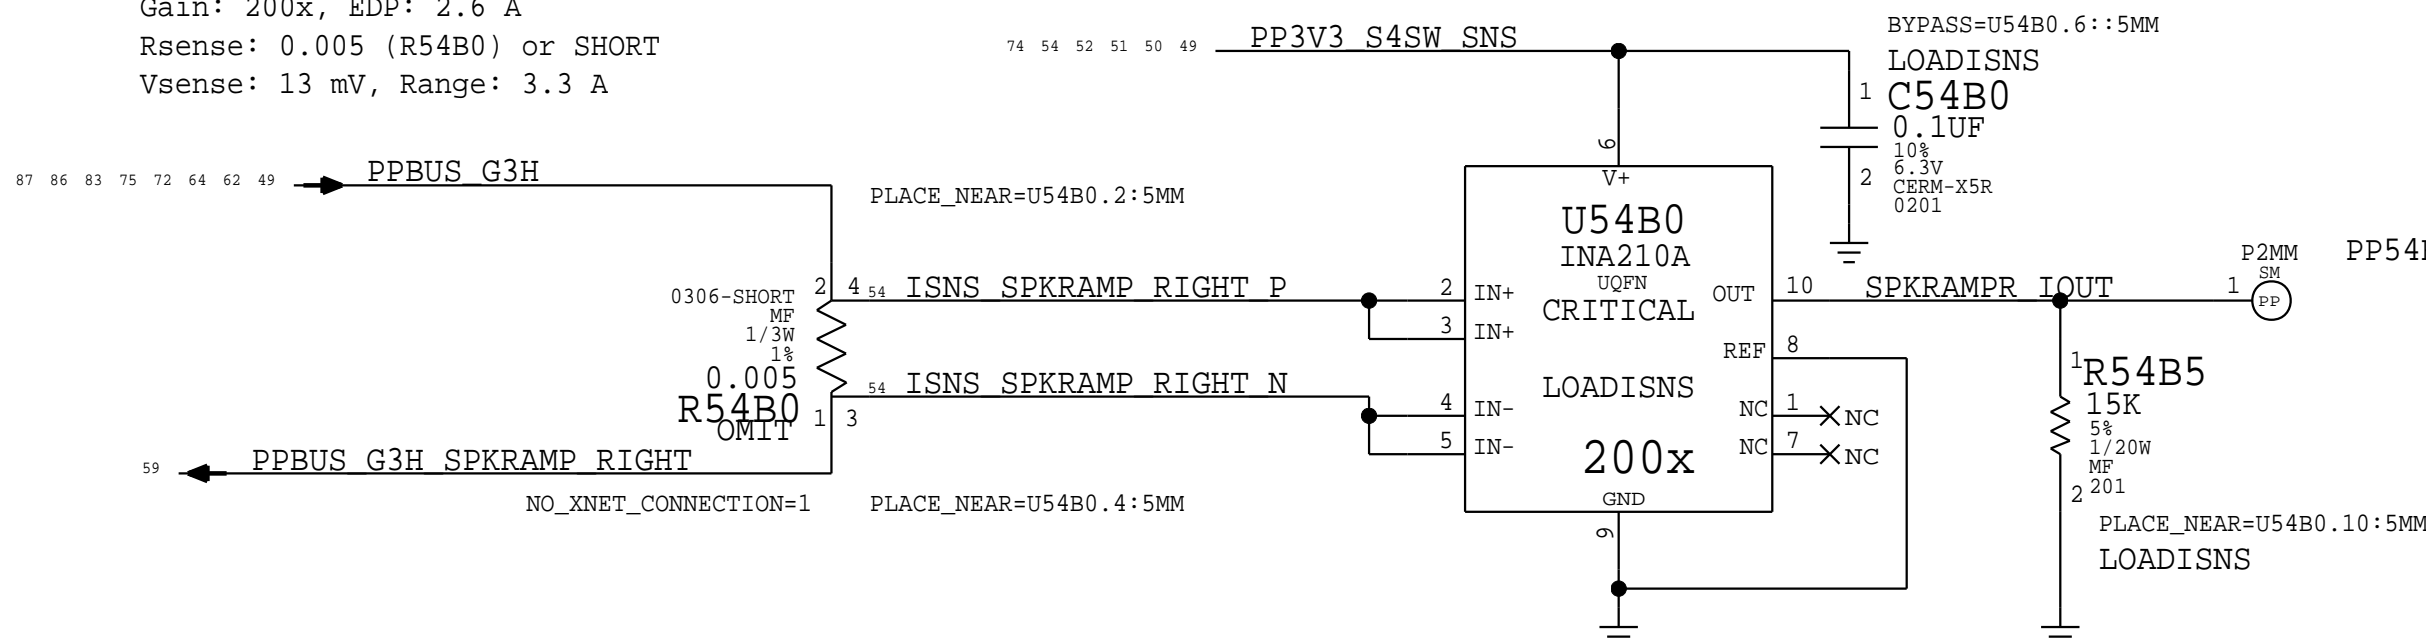 Gain: 200x, EDP: 2.6 A
Rsense: 0.005 (R54B0) or SHORT
Vsense: 13 mV, Range: 3.3 A
74 54 52 51 50 49
PP3V3_S4SW_SNS
BYPASS=U54B0.6::5MM
LOADISNS
1
C54B0
0.1UF
10%
6.3V
CERM-X5R
0201
2
87 86 83 75 72 64 62 49
PPBUS_G3H
PLACE_NEAR=U54B0.2:5MM
6
V+
U54B0
INA210A
UQFN
CRITICAL
LOADISNS
200x
GND
9
0306-SHORT
MF
1/3W
1%
0.005
R54B0
OMIT
2 4
1 3
54 ISNS_SPKRAMP_RIGHT_P
54 ISNS_SPKRAMP_RIGHT_N
2 IN+
3 IN+
4 IN-
5 IN-
OUT 10
REF 8
NC 1 NC
NC 7 NC
SPKRAMPR_IOUT
1
P2MM
SM
PP
PP54
1
R54B5
15K
5%
1/20W
MF
201
2
PLACE_NEAR=U54B0.10:5MM
LOADISNS
59
PPBUS_G3H_SPKRAMP_RIGHT
NO_XNET_CONNECTION=1
PLACE_NEAR=U54B0.4:5MM